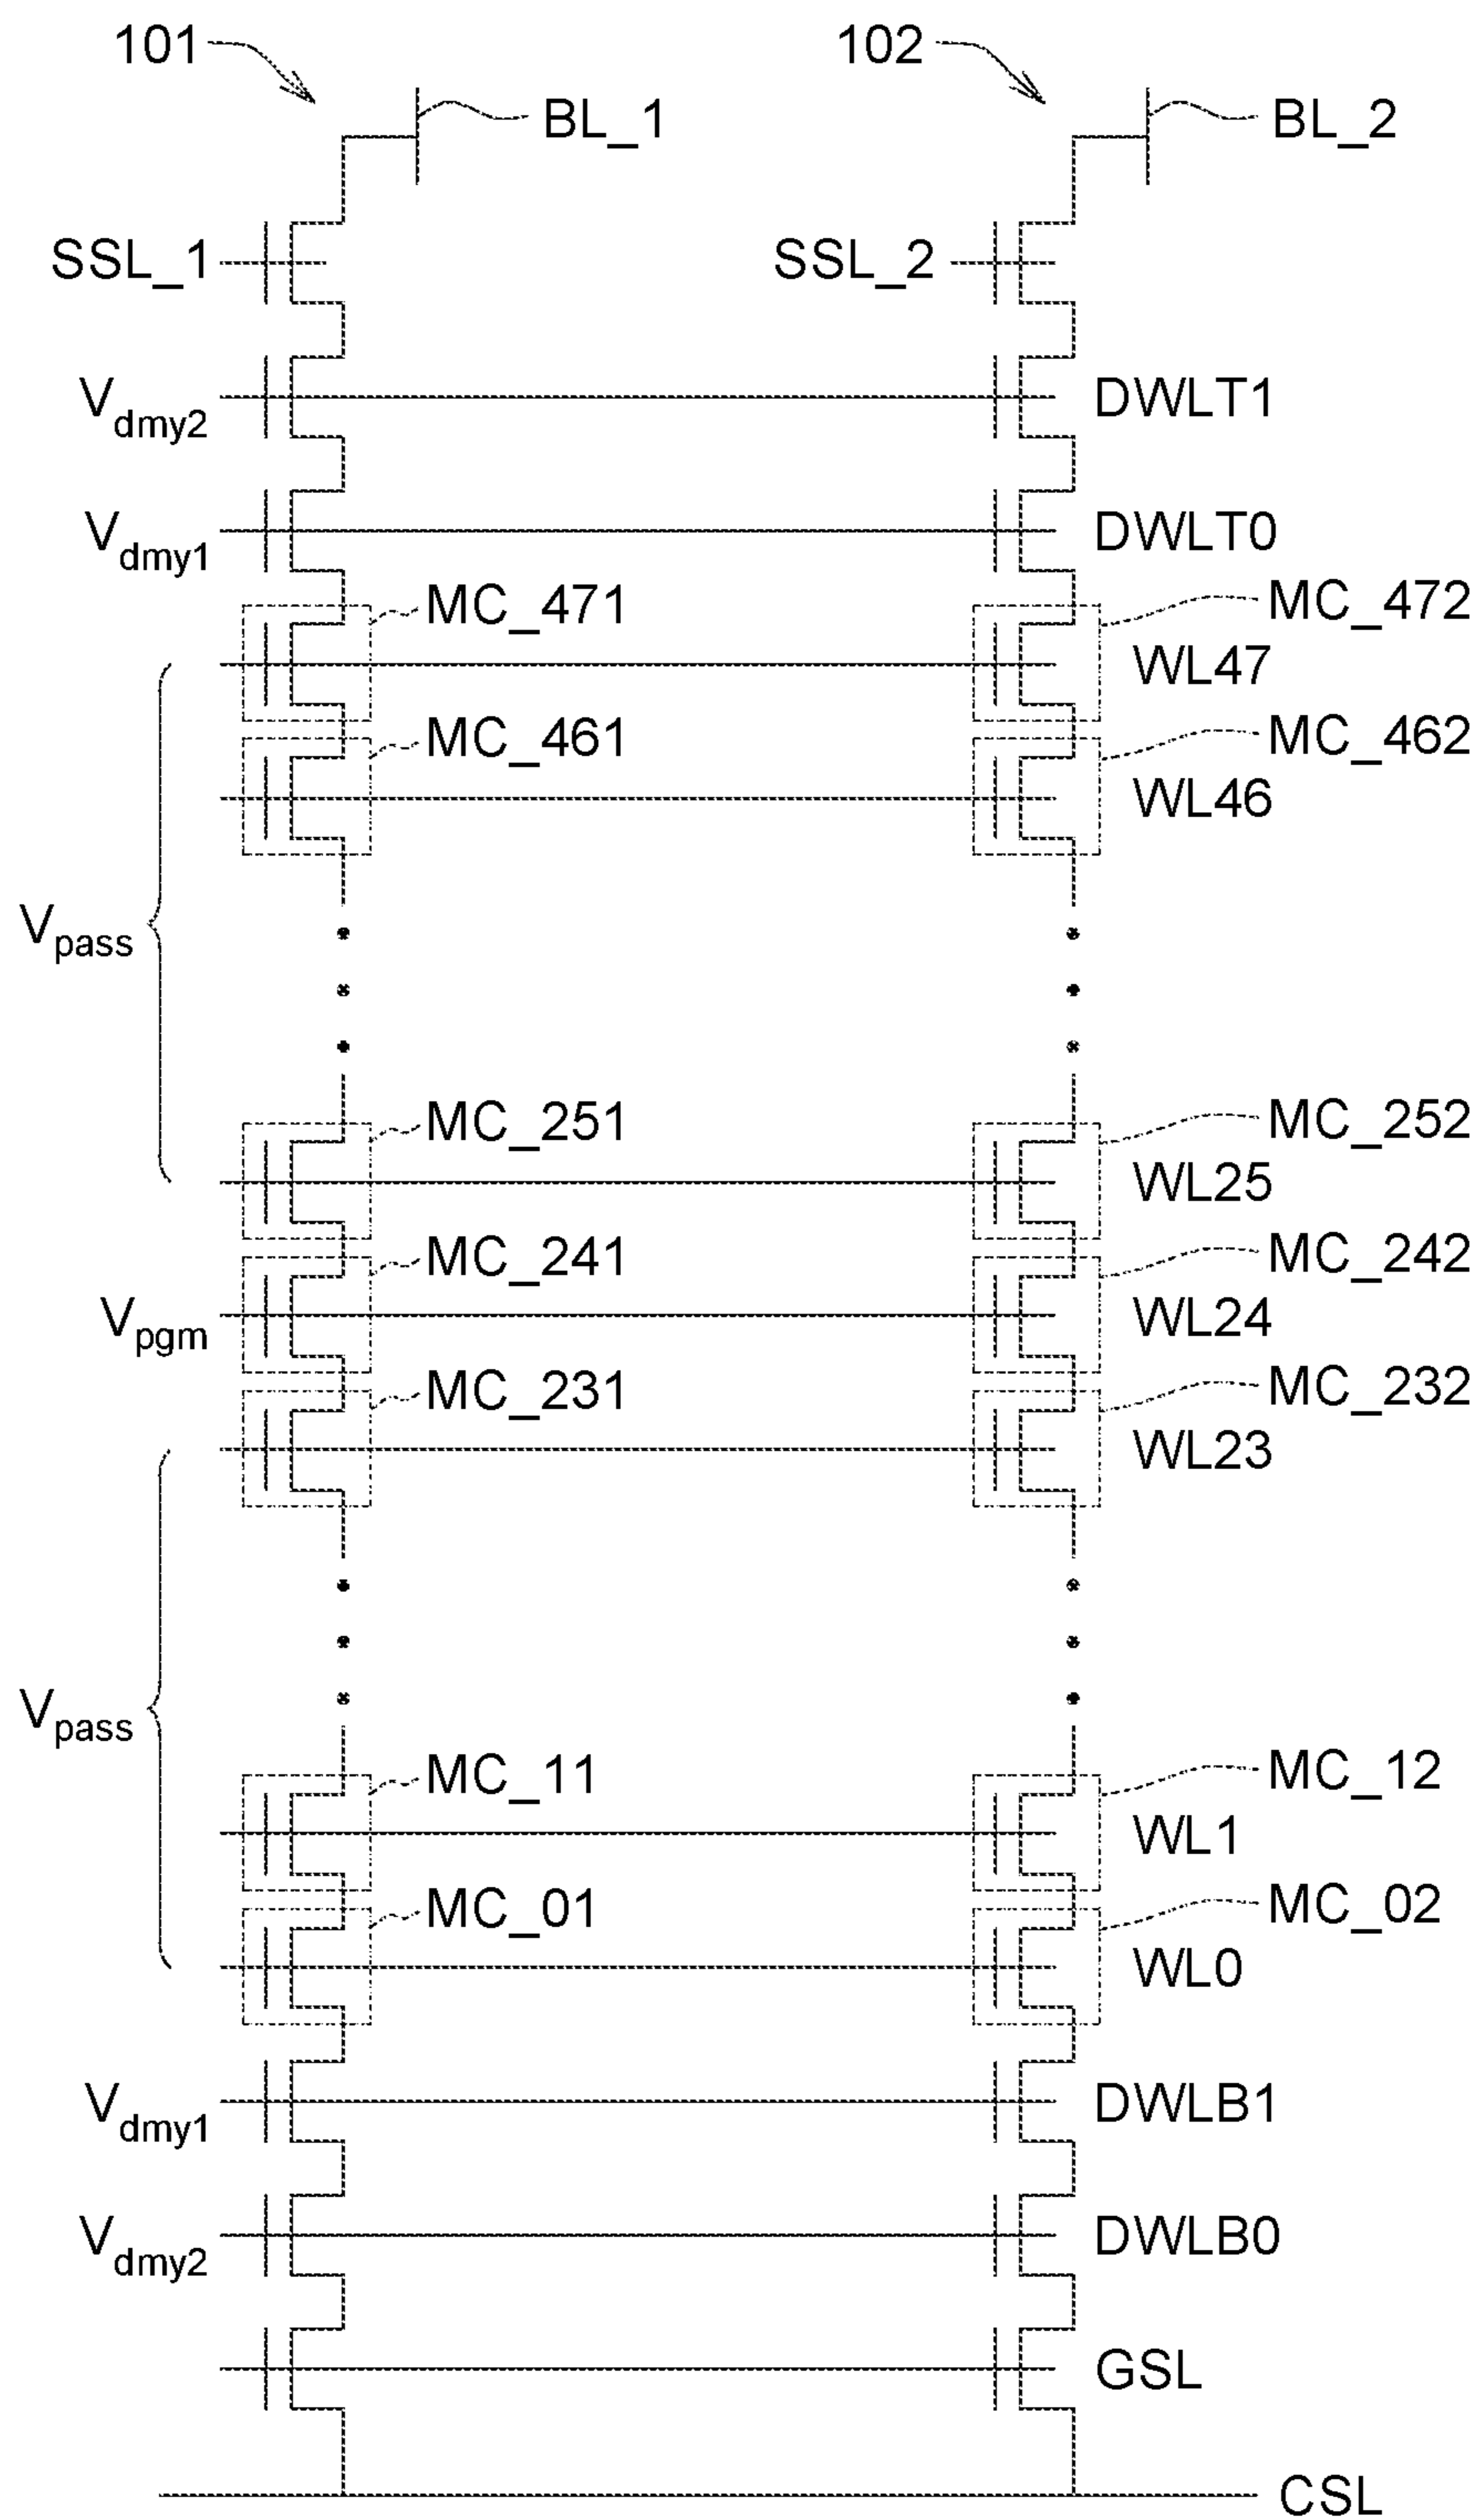 101 102
BL_1 BL_2
SSL_1 SSL_2
Vdmy2 DWLT1
Vdmy1 DWLT0
MC_471 MC_472
WL47
MC_461 MC_462
WL46
Vpass
MC_251 MC_252
WL25
MC_241 MC_242
Vpgm WL24
MC_231 MC_232
WL23
Vpass
MC_11 MC_12
WL1
MC_01 MC_02
WL0
Vdmy1 DWLB1
Vdmy2 DWLB0
GSL
CSL